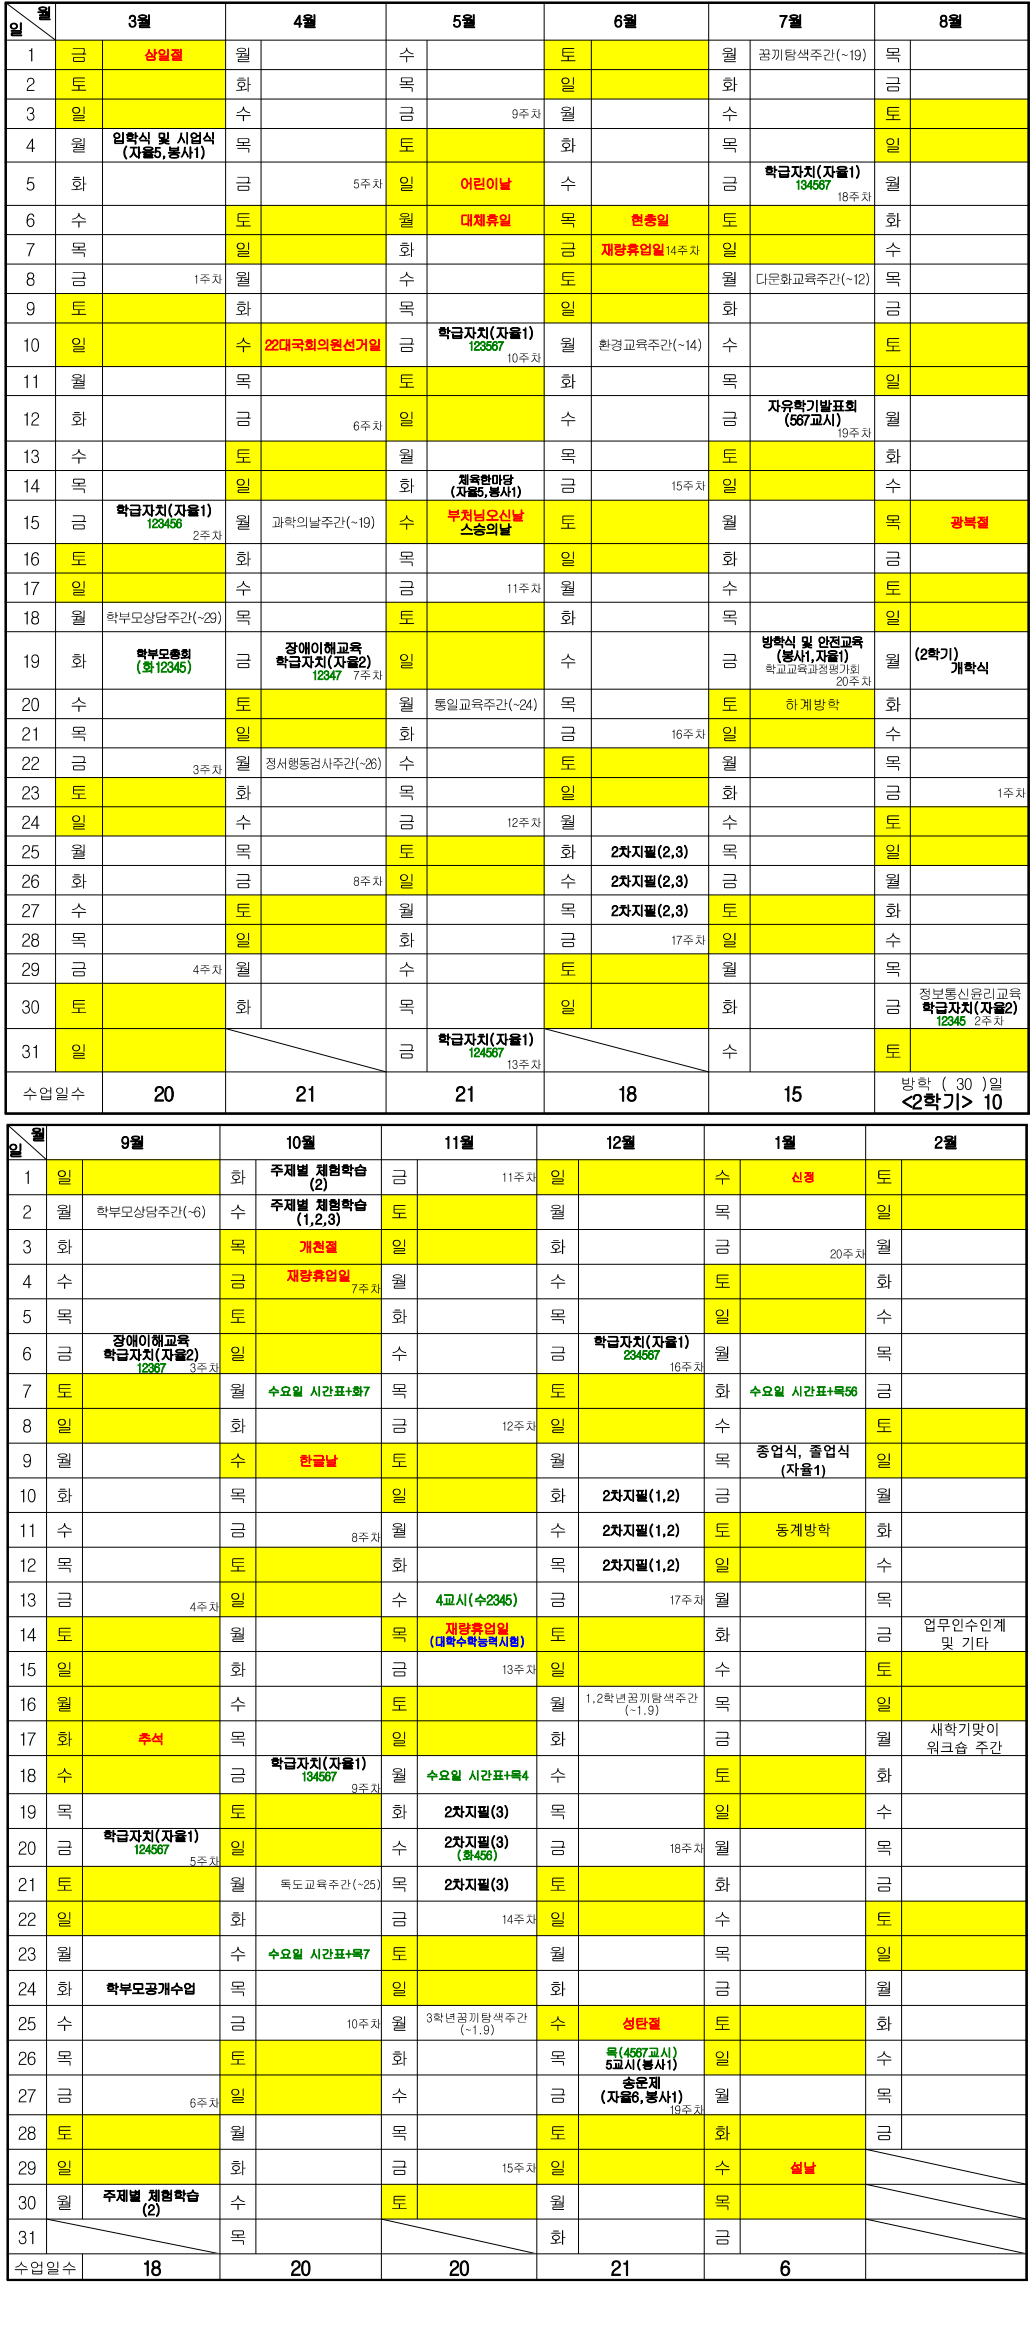 월
일 3월 4월 5월 6월 7월 8월
1 금 삼일절 월 수 토 월 꿈끼탐색주간(~19) 목
2 토 화 목 일 화 금
3 일 수 금 9주차 월 수 토
4 월 입학식 및 시업식 목 토 화 목 일
(자율5,봉사1)
5 화 금 5주차 일 어린이날 수 금 학급자치(자율1) 월
134567
18주차
6 수 토 월 대체휴일 목 현충일 토 화
7 목 일 화 금 재량휴업일 14주차 일 수
8 금 1주차 월 수 토 월 다문화교육주간(~12) 목
9 토 화 목 일 화 금
10 일 수 22대국회의원선거일 금 학급자치(자율1) 월 환경교육주간(~14) 수 토
123567
10주차
11 월 목 토 화 목 일
12 화 금 6주차 일 수 금 자유학기발표회 월
(567교시)
19주차
13 수 토 월 목 토 화
14 목 일 화 체육한마당 금 15주차 일 수
(자율5,봉사1)
15 금 학급자치(자율1) 월 과학의날주간(~19) 수 부처님오신날 토 월 목 광복절
123456 스승의날
2주차
16 토 화 목 일 화 금
17 일 수 금 11주차 월 수 토
18 월 학부모상담주간(~29) 목 토 화 목 일
19 화 학부모총회 금 장애이해교육 일 수 금 방학식 및 안전교육 월 (2학기)
(화12345) 학급자치(자율2) (봉사1,자율1) 개학식
12347 7주차 학교교육과정평가회
20주차
20 수 토 월 통일교육주간(~24) 목 토 하계방학 화
21 목 일 화 금 16주차 일 수
22 금 3주차 월 정서행동검사주간(~26) 수 토 월 목
23 토 화 목 일 화 금 1주차
24 일 수 금 12주차 월 수 토
25 월 목 토 화 2차지필(2,3) 목 일
26 화 금 8주차 일 수 2차지필(2,3) 금 월
27 수 토 월 목 2차지필(2,3) 토 화
28 목 일 화 금 17주차 일 수
29 금 4주차 월 수 토 월 목
30 토 화 목 일 화 금 정보통신윤리교육
학급자치(자율2)
12345 2주차
31 일 금 학급자치(자율1) 수 토
124567
13주차
수업일수 20 21 21 18 15 방학 ( 30 )일
<2학기> 10
월
일 9월 10월 11월 12월 1월 2월
1 일 화 주제별 체험학습 금 11주차 일 수 신정 토
(2)
2 월 학부모상담주간(~6) 수 주제별 체험학습 토 월 목 일
(1,2,3)
3 화 목 개천절 일 화 금 20주차 월
4 수 금 재량휴업일 월 수 토 화
7주차
5 목 토 화 목 일 수
6 금 장애이해교육 일 수 금 학급자치(자율1) 월 목
학급자치(자율2) 234567
12367 3주차 16주차
7 토 월 수요일 시간표+화7 목 토 화 수요일 시간표+목56 금
8 일 화 금 12주차 일 수 토
9 월 수 한글날 토 월 목 종업식, 졸업식 일
(자율1)
10 화 목 일 화 2차지필(1,2) 금 월
11 수 금 8주차 월 수 2차지필(1,2) 토 동계방학 화
12 목 토 화 목 2차지필(1,2) 일 수
13 금 4주차 일 수 4교시(수2345) 금 17주차 월 목
14 토 월 목 재량휴업일 토 화 금 업무인수인계
(대학수학능력시험) 및 기타
15 일 화 금 13주차 일 수 토
16 월 수 토 월 1,2학년꿈끼탐색주간 목 일
(~1.9)
17 화 추석 목 일 화 금 월 새학기맞이
워크숍 주간
18 수 금 학급자치(자율1) 월 수요일 시간표+목4 수 토 화
134567
9주차
19 목 토 화 2차지필(3) 목 일 수
20 금 학급자치(자율1) 일 수 2차지필(3) 금 18주차 월 목
124567 (화456)
5주차
21 토 월 독도교육주간(~25) 목 2차지필(3) 토 화 금
22 일 화 금 14주차 일 수 토
23 월 수 수요일 시간표+목7 토 월 목 일
24 화 학부모공개수업 목 일 화 금 월
25 수 금 10주차 월 3학년꿈끼탐색주간 수 성탄절 토 화
(~1.9)
26 목 토 화 목 목(4567교시) 일 수
5교시(봉사1)
27 금 6주차 일 수 금 송운제 월 목
(자율6,봉사1)
19주차
28 토 월 목 토 화 금
29 일 화 금 15주차 일 수 설날
30 월 주제별 체험학습 수 토 월 목
(2)
31 목 화 금
수업일수 18 20 20 21 6